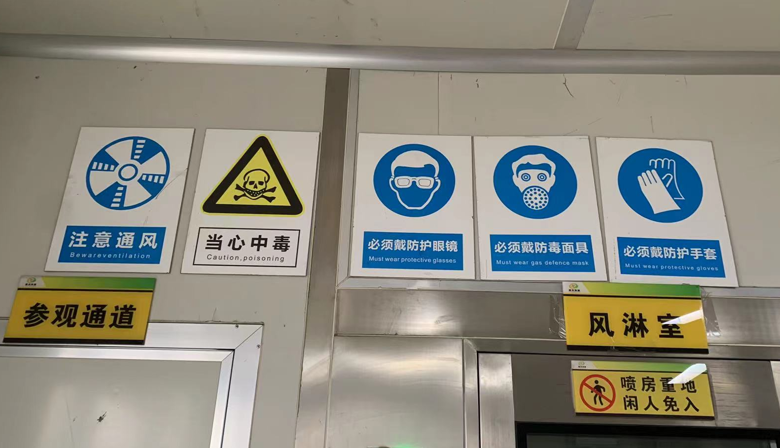 注意通风
Bewareventilation
当心中毒
Caution,poisoning
必须戴防护眼镜
Must wear protective glasses
必须戴防毒面具
Must wear gas defence mask
必须戴防护手套
Must wear protective gloves
参观通道
风淋室
喷房重地
闲人免入